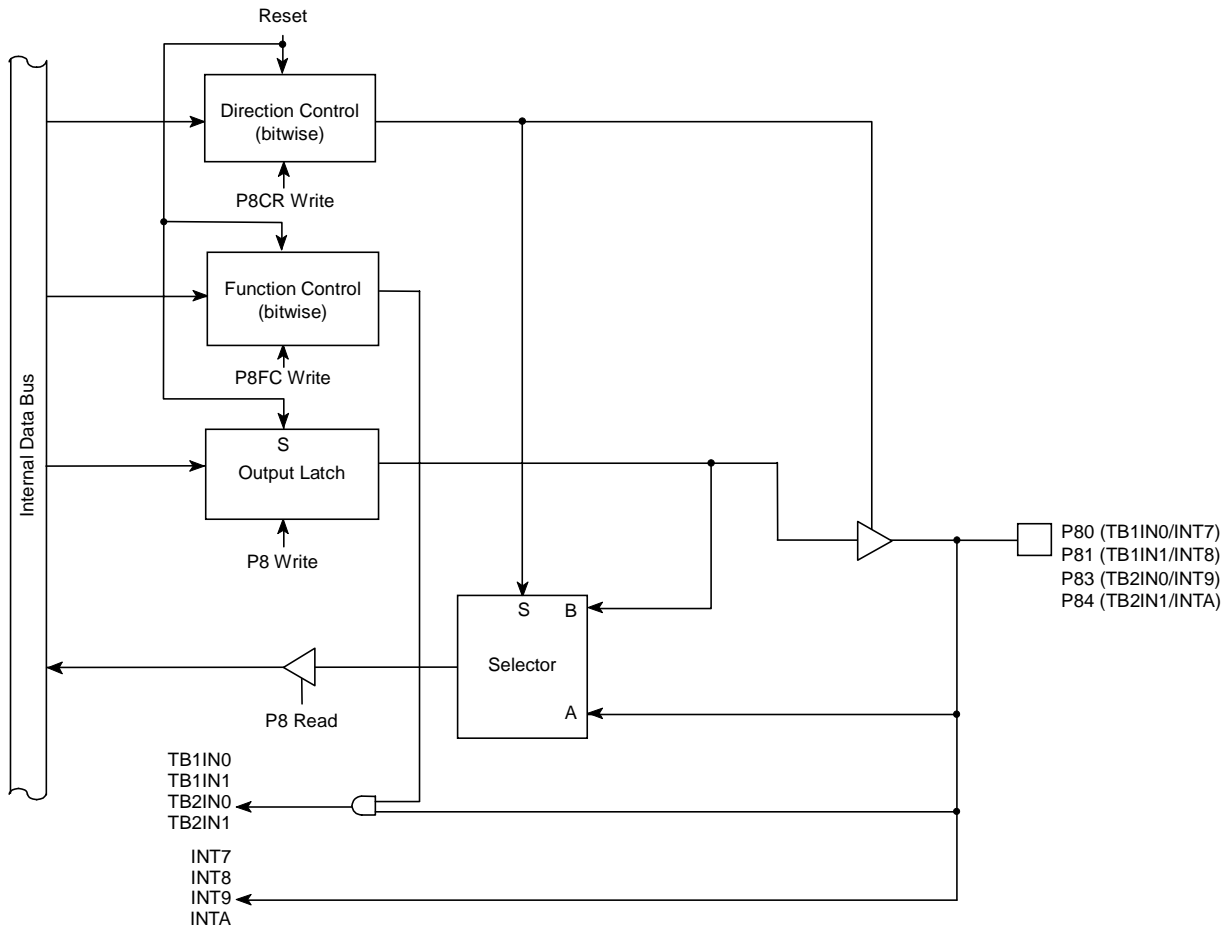 Reset
Direction Control
(bitwise)
P8CR Write
Function Control
(bitwise)
P8FC Write
Internal Data Bus
S
Output Latch
P8 Write
P80 (TB1IN0/INT7)
P81 (TB1IN1/INT8)
P83 (TB2IN0/INT9)
P84 (TB2IN1/INTA)
S
B
Selector
A
P8 Read
TB1IN0
TB1IN1
TB2IN0
TB2IN1
INT7
INT8
INT9
INTA